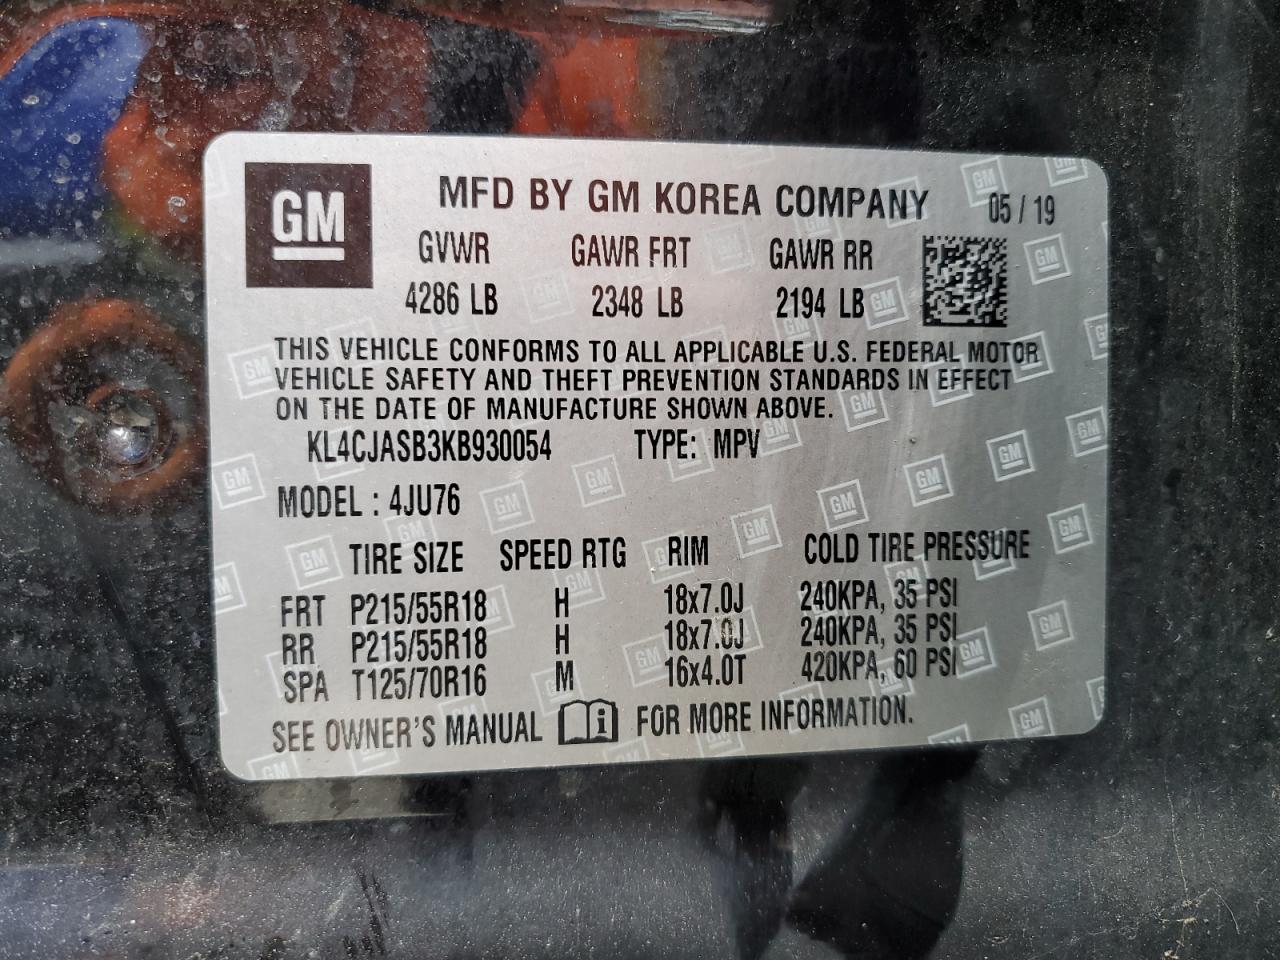 GM MFD BY GM KOREA COMPANY 05 / 19
GVWR GAWR FRT GAWR RR
4286 LB 2348 LB 2194 LB
THIS VEHICLE CONFORMS TO ALL APPLICABLE U.S. FEDERAL MOTOR
VEHICLE SAFETY AND THEFT PREVENTION STANDARDS IN EFFECT
ON THE DATE OF MANUFACTURE SHOWN ABOVE.
KL4CJASB3KB930054 TYPE: MPV
MODEL : 4JU76
TIRE SIZE SPEED RTG RIM COLD TIRE PRESSURE
FRT P215/55R18 H 18x7.0J 240KPA, 35 PSI
RR P215/55R18 H 18x7.0J 240KPA, 35 PSI
SPA T125/70R16 M 16x4.0T 420KPA, 60 PSI
SEE OWNER'S MANUAL i FOR MORE INFORMATION.